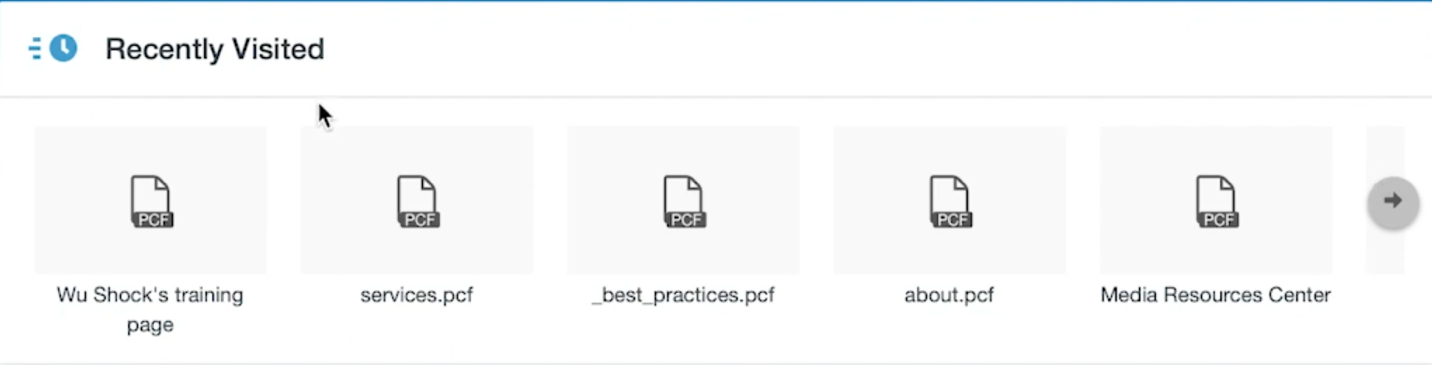 Recently Visited
PCF
PCF
PCF
PCF
PCF
Wu Shock's training
page
services.pcf
_best_practices.pcf
about.pcf
Media Resources Center